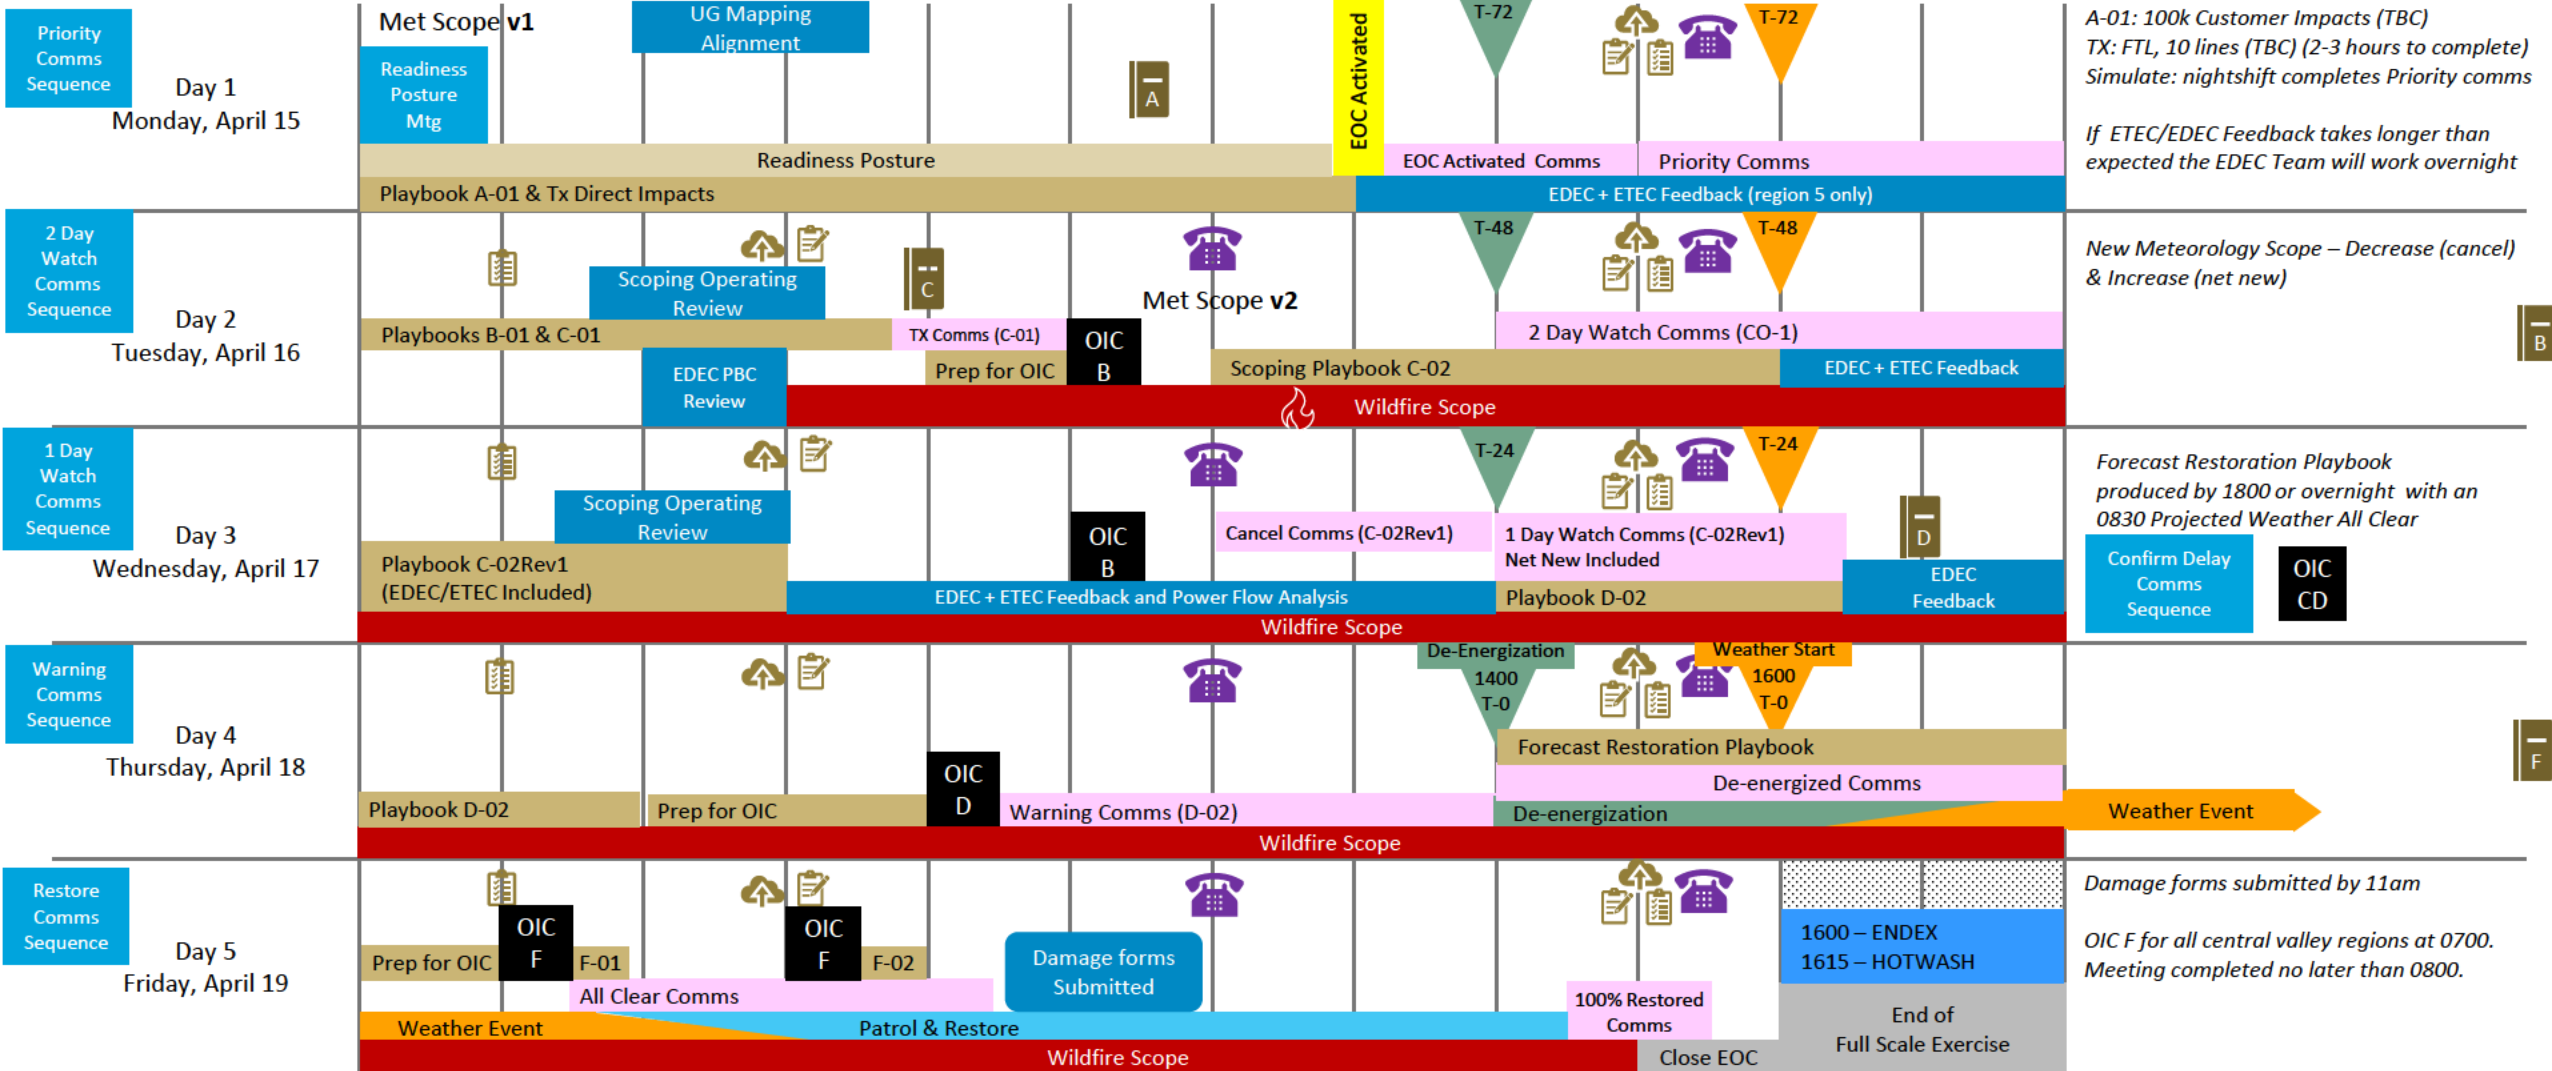 Priority
Comms
Sequence
Day 1
Monday, April 15
Met Scope v1
Readiness
Posture
Mtg
UG Mapping
Alignment
A
EOC Activated
T-72
T-72
Readiness Posture
EOC Activated Comms
Priority Comms
Playbook A-01 & Tx Direct Impacts
EDEC + ETEC Feedback (region 5 only)
A-01: 100k Customer Impacts (TBC)
TX: FTL, 10 lines (TBC) (2-3 hours to complete)
Simulate: nightshift completes Priority comms
If ETEC/EDEC Feedback takes longer than
expected the EDEC Team will work overnight
2 Day
Watch
Comms
Sequence
Day 2
Tuesday, April 16
Scoping Operating
Review
C
Met Scope v2
T-48
T-48
Playbooks B-01 & C-01
TX Comms (C-01)
OIC
B
2 Day Watch Comms (CO-1)
EDEC PBC
Review
Prep for OIC
Scoping Playbook C-02
EDEC + ETEC Feedback
Wildfire Scope
New Meteorology Scope – Decrease (cancel)
& Increase (net new)
B
1 Day
Watch
Comms
Sequence
Day 3
Wednesday, April 17
Scoping Operating
Review
T-24
T-24
Playbook C-02Rev1
(EDEC/ETEC Included)
OIC
B
Cancel Comms (C-02Rev1)
1 Day Watch Comms (C-02Rev1)
Net New Included
D
EDEC + ETEC Feedback and Power Flow Analysis
Playbook D-02
EDEC
Feedback
Wildfire Scope
Forecast Restoration Playbook
produced by 1800 or overnight with an
0830 Projected Weather All Clear
Confirm Delay
Comms
Sequence
OIC
CD
Warning
Comms
Sequence
Day 4
Thursday, April 18
De-Energization
1400
T-0
Weather Start
1600
T-0
Forecast Restoration Playbook
De-energized Comms
Playbook D-02
Prep for OIC
OIC
D
Warning Comms (D-02)
De-energization
Weather Event
Wildfire Scope
F
Restore
Comms
Sequence
Day 5
Friday, April 19
Prep for OIC
OIC
F
F-01
OIC
F
F-02
Damage forms
Submitted
All Clear Comms
Weather Event
Patrol & Restore
100% Restored
Comms
1600 – ENDEX
1615 – HOTWASH
End of
Full Scale Exercise
Wildfire Scope
Close EOC
Damage forms submitted by 11am
OIC F for all central valley regions at 0700.
Meeting completed no later than 0800.